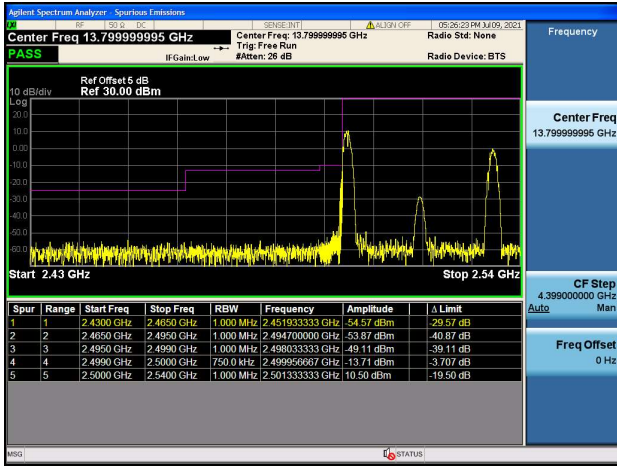 Agilent Spectrum Analyzer - Spurious Emissions
RF 50 Ω DC SENSE:INT ALIGN OFF 05:26:23 PM Jul 09, 2021
Center Freq 13.799999995 GHz Center Freq: 13.799999995 GHz Radio Std: None
Trig: Free Run
PASS IFGain:Low #Atten: 26 dB Radio Device: BTS
Ref Offset 5 dB
10 dB/div Ref 30.00 dBm
Log
20.0
10.0
0.00
-10.0
-20.0
-30.0
-40.0
-50.0
-60.0
Start 2.43 GHz Stop 2.54 GHz
Spur Range Start Freq Stop Freq RBW Frequency Amplitude Δ Limit
1 1 2.4300 GHz 2.4650 GHz 1.000 MHz 2.451933333 GHz -54.57 dBm -29.57 dB
2 2 2.4650 GHz 2.4950 GHz 1.000 MHz 2.494700000 GHz -53.87 dBm -40.87 dB
3 3 2.4950 GHz 2.4990 GHz 1.000 MHz 2.498033333 GHz -49.11 dBm -39.11 dB
4 4 2.4990 GHz 2.5000 GHz 750.0 kHz 2.499956667 GHz -13.71 dBm -3.707 dB
5 5 2.5000 GHz 2.5400 GHz 1.000 MHz 2.501333333 GHz 10.50 dBm -19.50 dB
MSG STATUS
Frequency
Center Freq
13.799999995 GHz
CF Step
4.399000000 GHz
Auto Man
Freq Offset
0 Hz